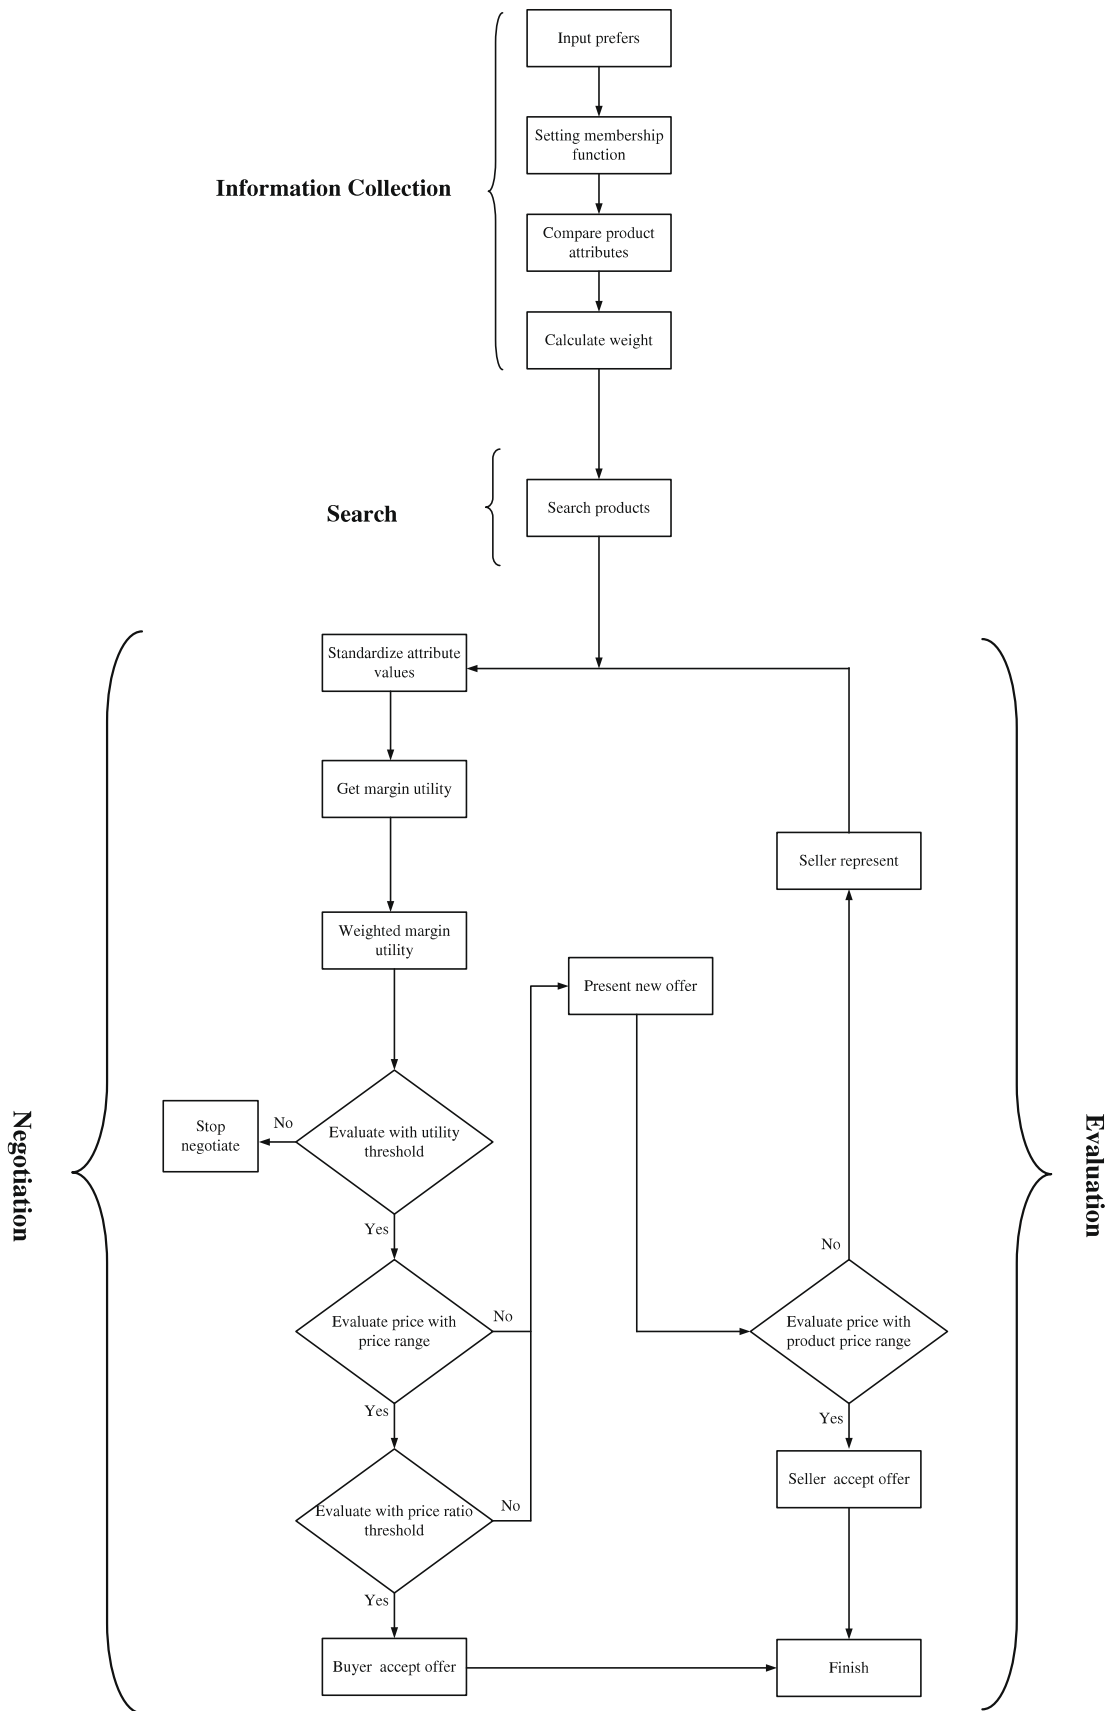 Input prefers
Setting membership
function
Information Collection
Compare product
attributes
Calculate weight
Search products
Search
Standardize attribute
values
Get margin utility
Seller represent
Weighted margin
utility
Present new offer
Negotiation
Evaluation
Stop
negotiate
No
Evaluate with utility
threshold
Yes
No
Evaluate price with
price range
No
Evaluate price with
product price range
Yes
Yes
Seller accept offer
Evaluate with price ratio
threshold
No
Yes
Buyer accept offer
Finish